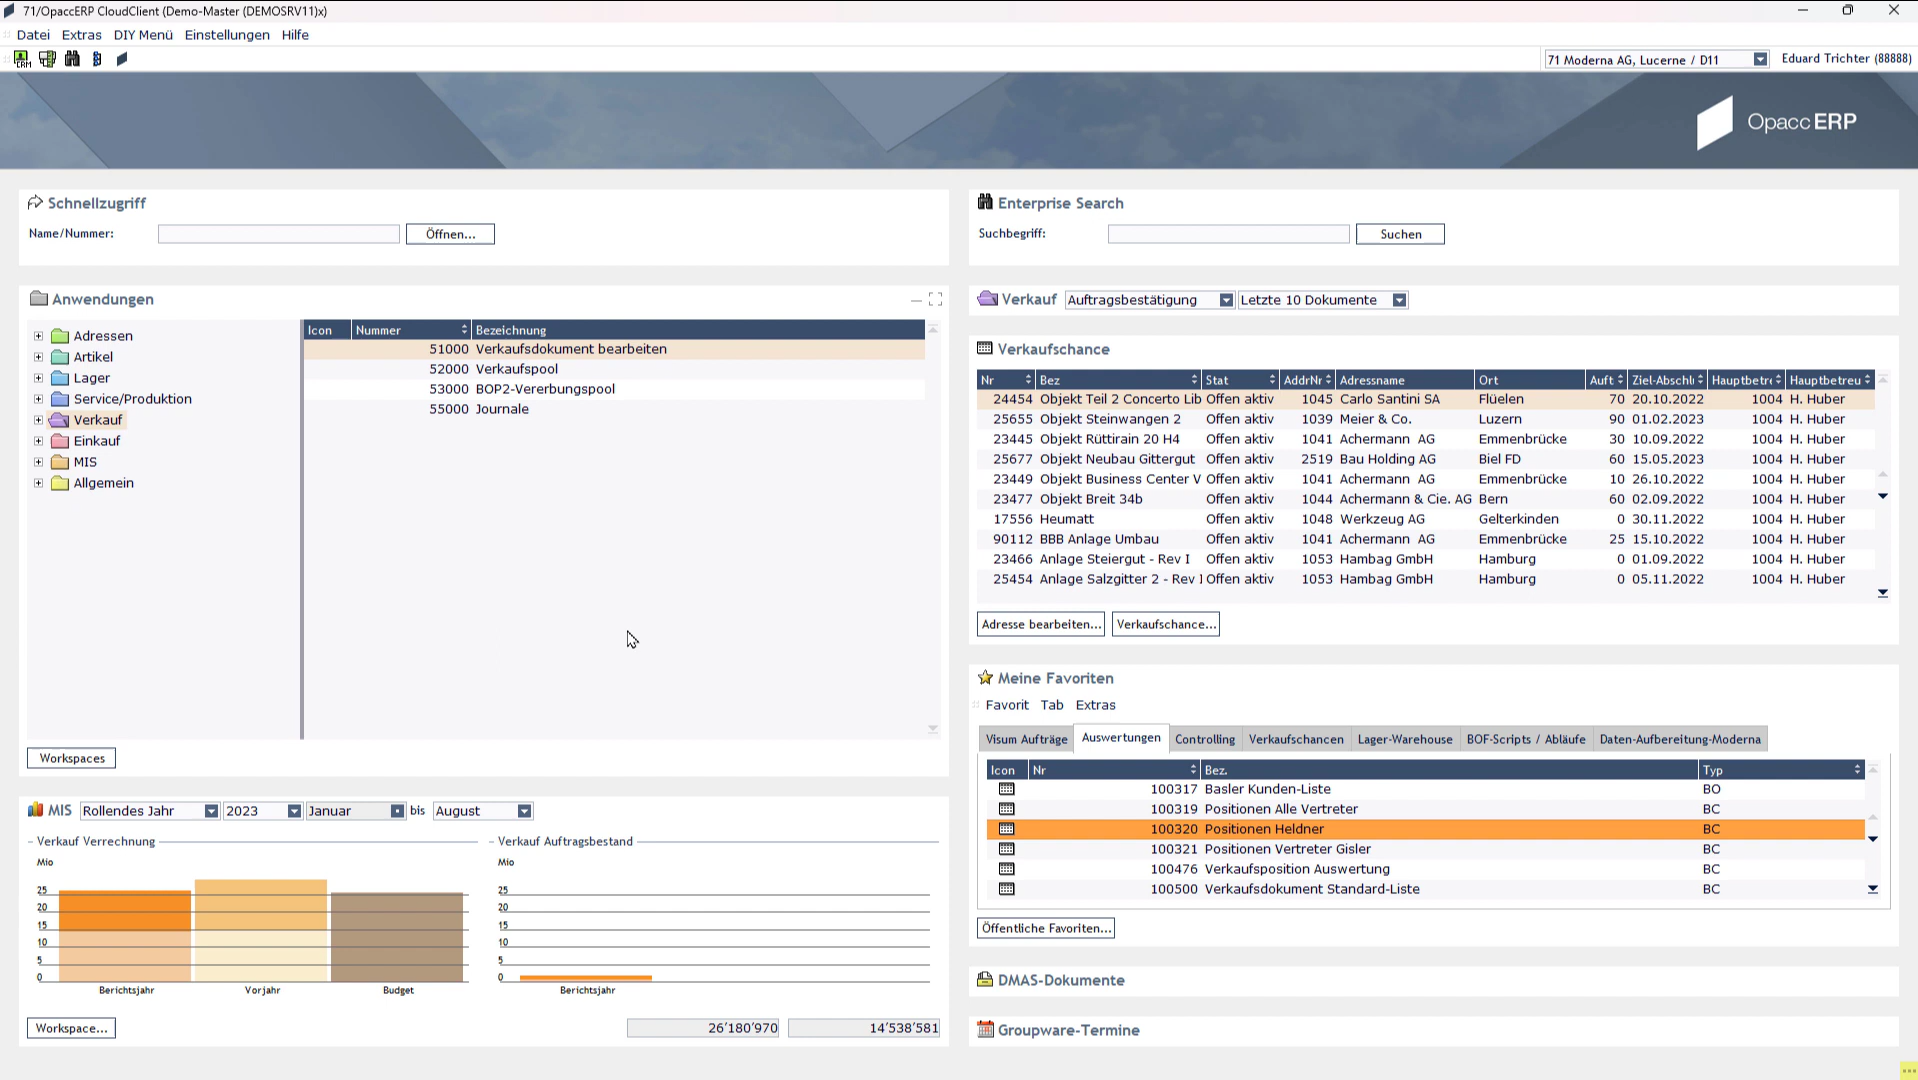 71/OpaccERP CloudClient (Demo-Master (DEMOSRV11)x)
Datei Extras DIY Menü Einstellungen Hilfe
CRM
71 Moderna AG, Lucerne / D11
Eduard Trichter (88888)
Opacc ERP
Schnellzugriff
Name/Nummer:
Öffnen...
Enterprise Search
Suchbegriff:
Suchen
Anwendungen
Adressen
Artikel
Lager
Service/Produktion
Verkauf
Einkauf
MIS
Allgemein
Icon Nummer Bezeichnung
51000 Verkaufsdokument bearbeiten
52000 Verkaufspool
53000 BOP2-Vererbungspool
55000 Journale
Workspaces
Verkauf Auftragsbestätigung Letzte 10 Dokumente
Verkaufschance
Nr Bez Stat AddrNr Adressname Ort Auft Ziel-Abschl Hauptbetr Hauptbetreu
24454 Objekt Teil 2 Concerto Lib Offen aktiv 1045 Carlo Santini SA Flüelen 70 20.10.2022 1004 H. Huber
25655 Objekt Steinwangen 2 Offen aktiv 1039 Meier & Co. Luzern 90 01.02.2023 1004 H. Huber
23445 Objekt Rüttirain 20 H4 Offen aktiv 1041 Achermann AG Emmenbrücke 30 10.09.2022 1004 H. Huber
25677 Objekt Neubau Gittergut Offen aktiv 2519 Bau Holding AG Biel FD 60 15.05.2023 1004 H. Huber
23449 Objekt Business Center V Offen aktiv 1041 Achermann AG Emmenbrücke 10 26.10.2022 1004 H. Huber
23477 Objekt Breit 34b Offen aktiv 1044 Achermann & Cie. AG Bern 60 02.09.2022 1004 H. Huber
17556 Heumatt Offen aktiv 1048 Werkzeug AG Gelterkinden 0 30.11.2022 1004 H. Huber
90112 BBB Anlage Umbau Offen aktiv 1041 Achermann AG Emmenbrücke 25 15.10.2022 1004 H. Huber
23466 Anlage Steiergut - Rev I Offen aktiv 1053 Hambag GmbH Hamburg 0 01.09.2022 1004 H. Huber
25454 Anlage Salzgitter 2 - Rev I Offen aktiv 1053 Hambag GmbH Hamburg 0 05.11.2022 1004 H. Huber
Adresse bearbeiten... Verkaufschance...
Meine Favoriten
Favorit Tab Extras
Visum Aufträge Auswertungen Controlling Verkaufschancen Lager-Warehouse BOF-Scripts / Abläufe Daten-Aufbereitung-Moderna
Icon Nr Bez. Typ
100317 Basler Kunden-Liste BO
100319 Positionen Alle Vertreter BC
100320 Positionen Heldner BC
100321 Positionen Vertreter Gisler BC
100476 Verkaufsposition Auswertung BC
100500 Verkaufsdokument Standard-Liste BC
Öffentliche Favoriten...
DMAS-Dokumente
Groupware-Termine
MIS Rollendes Jahr 2023 Januar bis August
Verkauf Verrechnung
Mio
25
20
15
10
5
0
Berichtsjahr Vorjahr Budget
Verkauf Auftragsbestand
Mio
25
20
15
10
5
0
Berichtsjahr
Workspace...
26'180'970 14'538'581